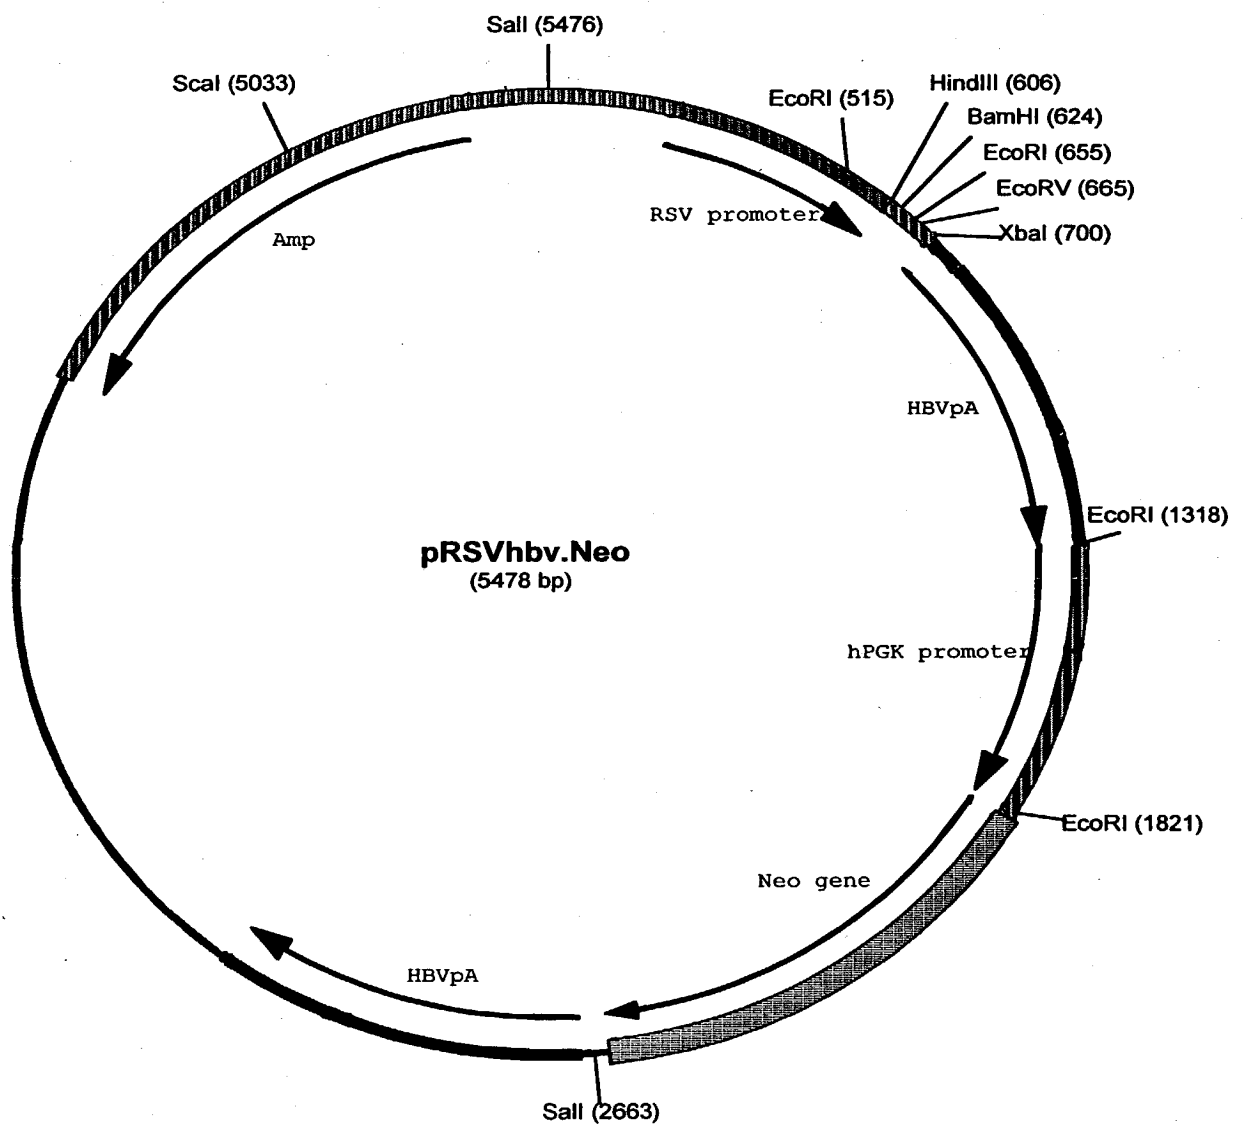 SalI (5476)
ScaI (5033)
EcoRI (515)
HindIII (606)
BamHI (624)
EcoRI (655)
EcoRV (665)
XbaI (700)
RSV promoter
Amp
HBVpA
EcoRI (1318)
pRSVhbv.Neo
(5478 bp)
hPGK promoter
EcoRI (1821)
Neo gene
HBVpA
SalI (2663)